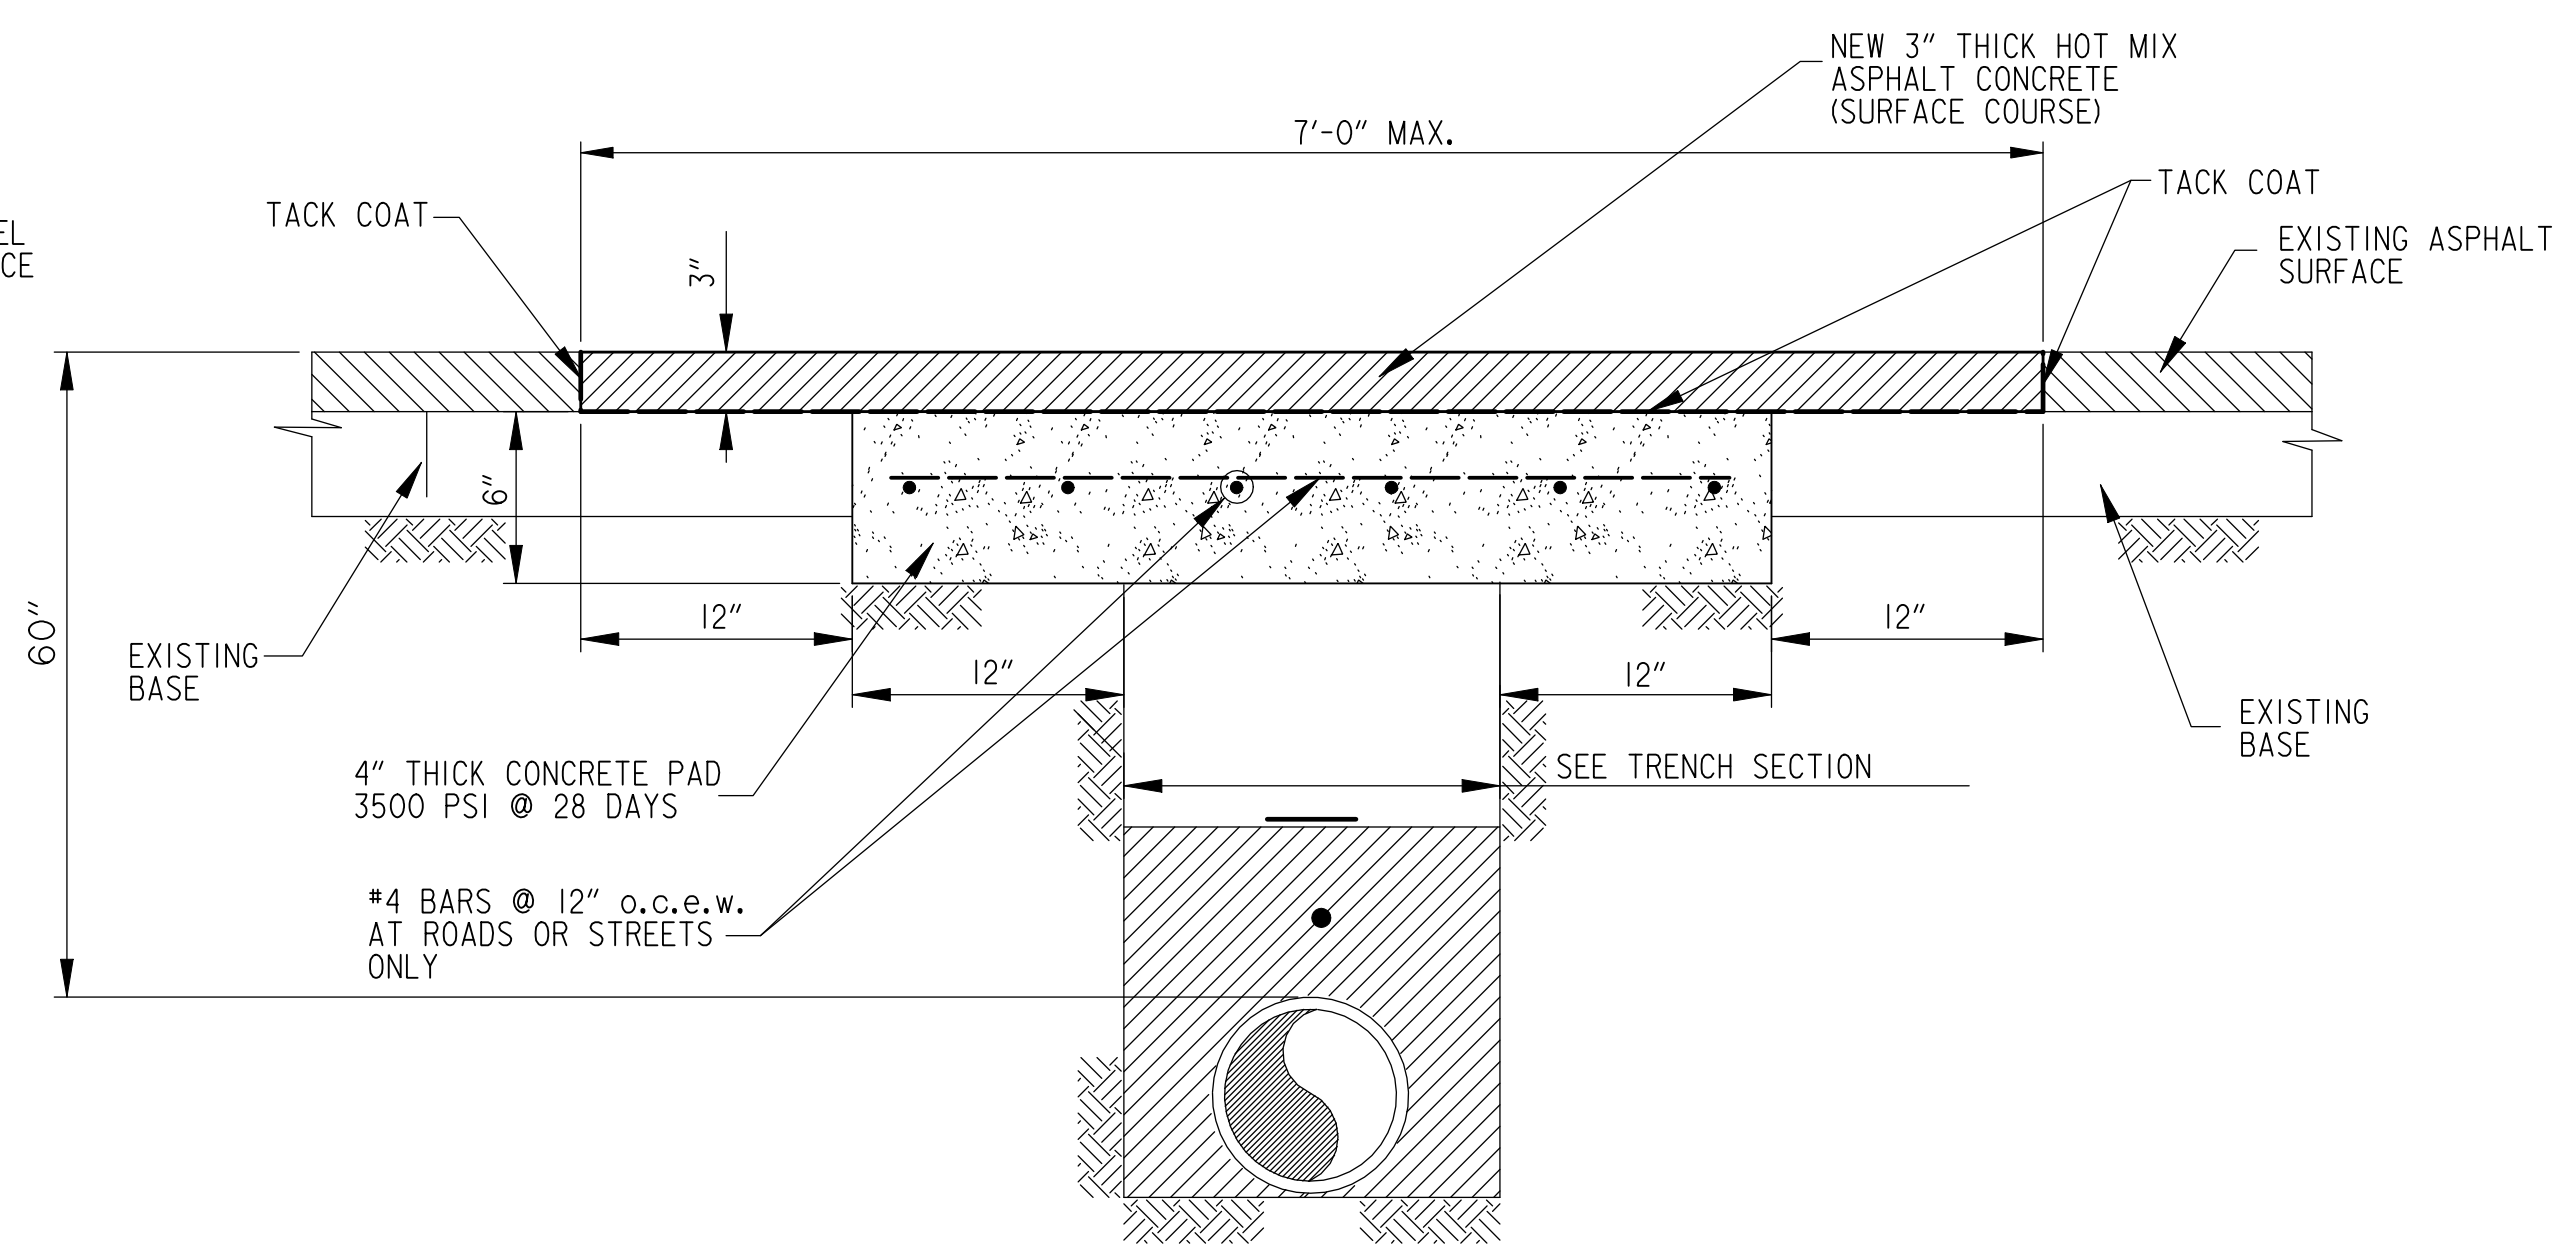 NEW 3" THICK HOT MIX
ASPHALT CONCRETE
(SURFACE COURSE)
7'-0" MAX.
TACK COAT
TACK COAT
EL
CE
EXISTING ASPHALT
SURFACE
3"
6"
60"
12"
12"
12"
12"
EXISTING
BASE
EXISTING
BASE
4" THICK CONCRETE PAD
3500 PSI @ 28 DAYS
SEE TRENCH SECTION
#4 BARS @ 12" o.c.e.w.
AT ROADS OR STREETS
ONLY